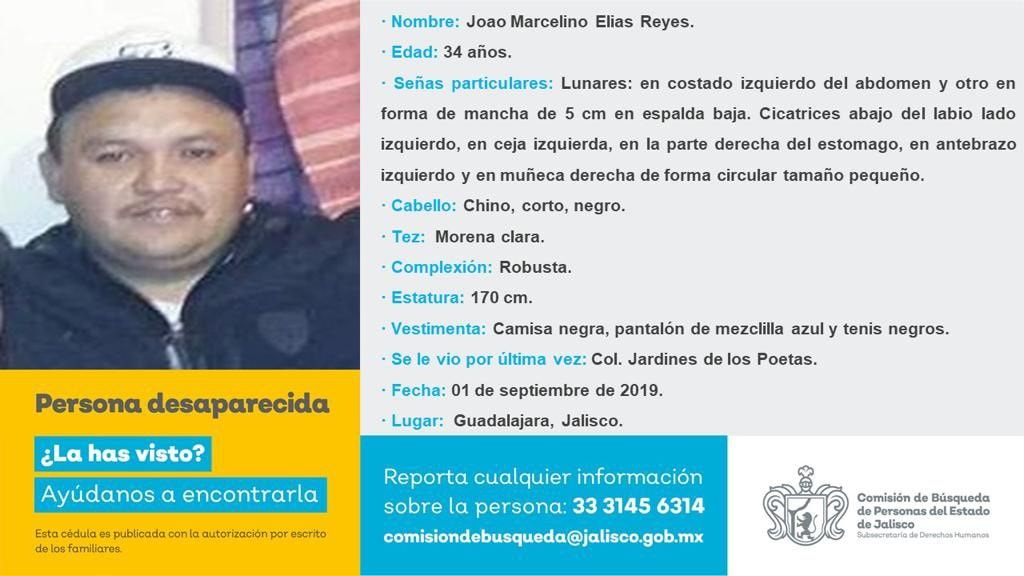 · Nombre: Joao Marcelino Elias Reyes.
· Edad: 34 años.
· Señas particulares: Lunares: en costado izquierdo del abdomen y otro en
forma de mancha de 5 cm en espalda baja. Cicatrices abajo del labio lado
izquierdo, en ceja izquierda, en la parte derecha del estomago, en antebrazo
izquierdo y en muñeca derecha de forma circular tamaño pequeño.
· Cabello: Chino, corto, negro.
· Tez: Morena clara.
· Complexión: Robusta.
· Estatura: 170 cm.
· Vestimenta: Camisa negra, pantalón de mezclilla azul y tenis negros.
· Se le vio por última vez: Col. Jardines de los Poetas.
· Fecha: 01 de septiembre de 2019.
· Lugar: Guadalajara, Jalisco.
Persona desaparecida
¿La has visto?
Ayúdanos a encontrarla
Esta cédula es publicada con la autorización por escrito
de los familiares.
Reporta cualquier información
sobre la persona: 33 3145 6314
comisiondebusqueda@jalisco.gob.mx
Comisión de Búsqueda
de Personas del Estado
de Jalisco
Subsecretaría de Derechos Humanos